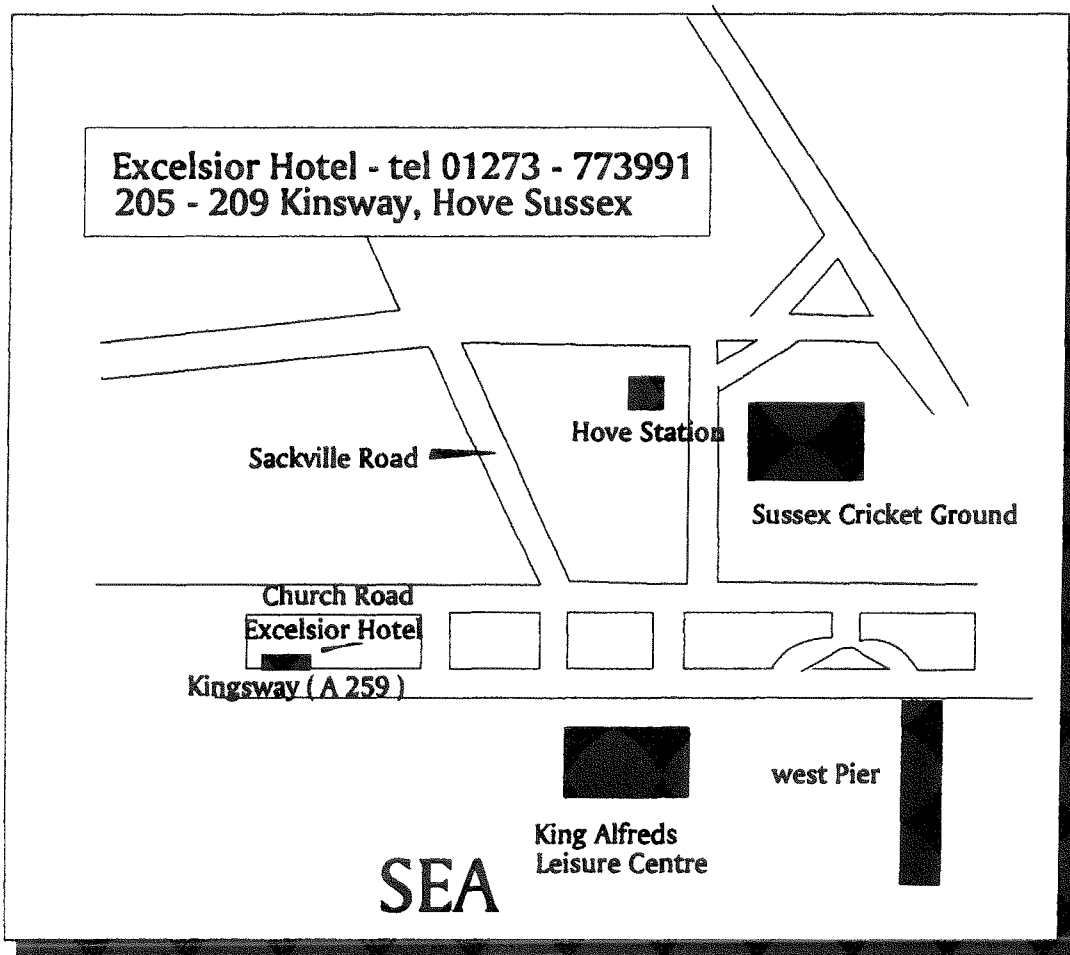 Excelsior Hotel - tel 01273 - 773991
205 - 209 Kinsway, Hove Sussex
Hove Station
Sackville Road
Sussex Cricket Ground
Church Road
Excelsior Hotel
Kingsway ( A 259 )
west Pier
King Alfreds
Leisure Centre
SEA